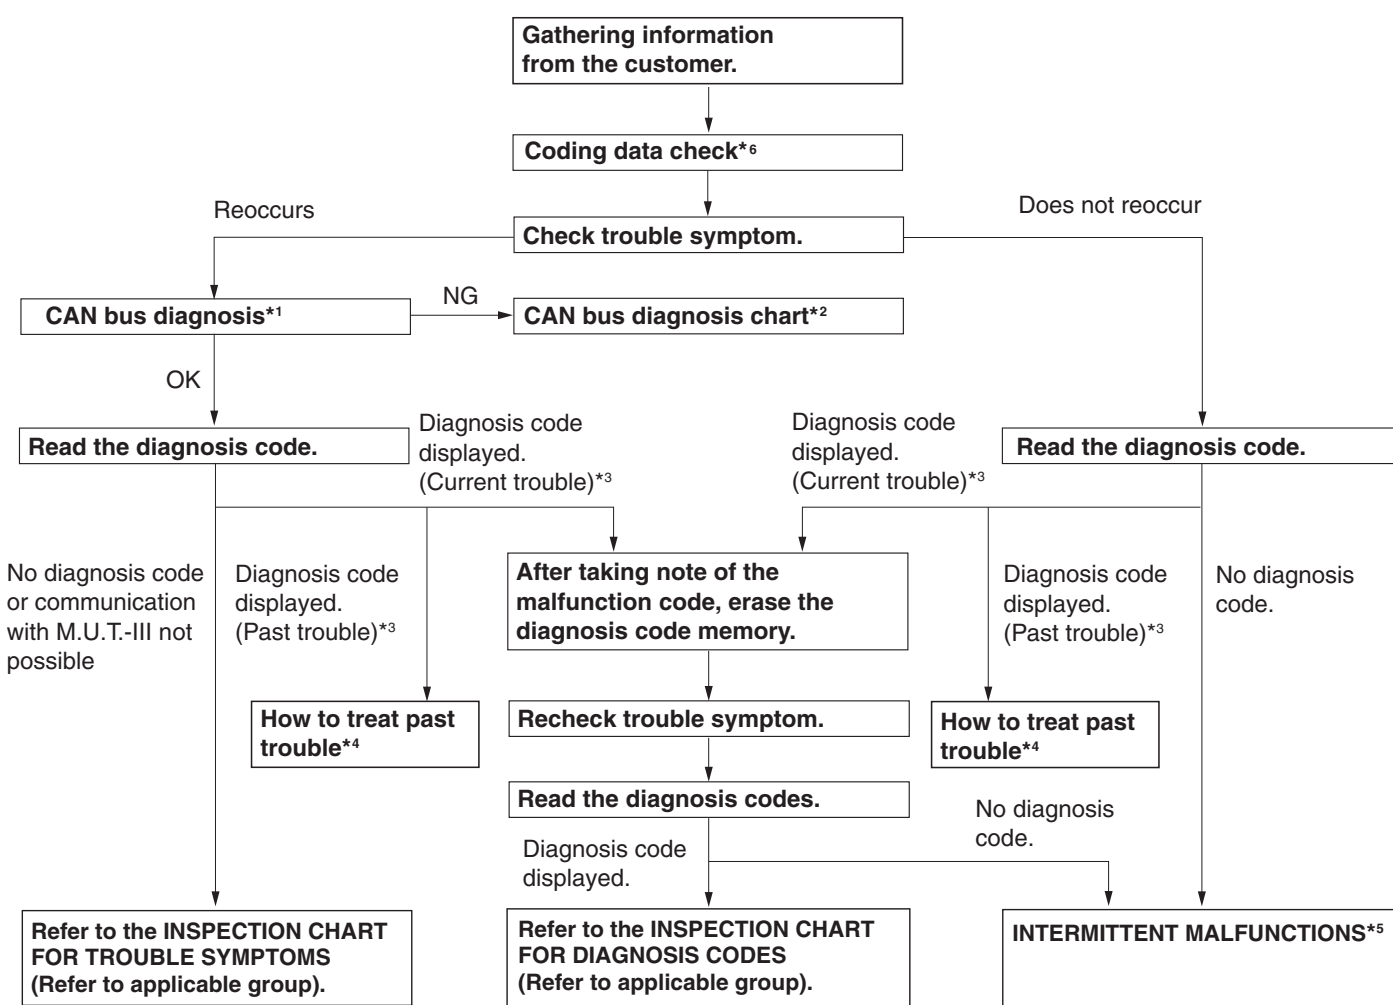 Gathering information
from the customer.
Coding data check*6
Reoccurs
Does not reoccur
Check trouble symptom.
CAN bus diagnosis*1
NG
CAN bus diagnosis chart*2
OK
Read the diagnosis code.
Diagnosis code
displayed.
(Current trouble)*3
Diagnosis code
displayed.
(Current trouble)*3
Read the diagnosis code.
No diagnosis code
or communication
with M.U.T.-III not
possible
Diagnosis code
displayed.
(Past trouble)*3
After taking note of the
malfunction code, erase the
diagnosis code memory.
Diagnosis code
displayed.
(Past trouble)*3
No diagnosis
code.
How to treat past
trouble*4
Recheck trouble symptom.
How to treat past
trouble*4
Read the diagnosis codes.
Diagnosis code
displayed.
No diagnosis
code.
Refer to the INSPECTION CHART
FOR TROUBLE SYMPTOMS
(Refer to applicable group).
Refer to the INSPECTION CHART
FOR DIAGNOSIS CODES
(Refer to applicable group).
INTERMITTENT MALFUNCTIONS*5